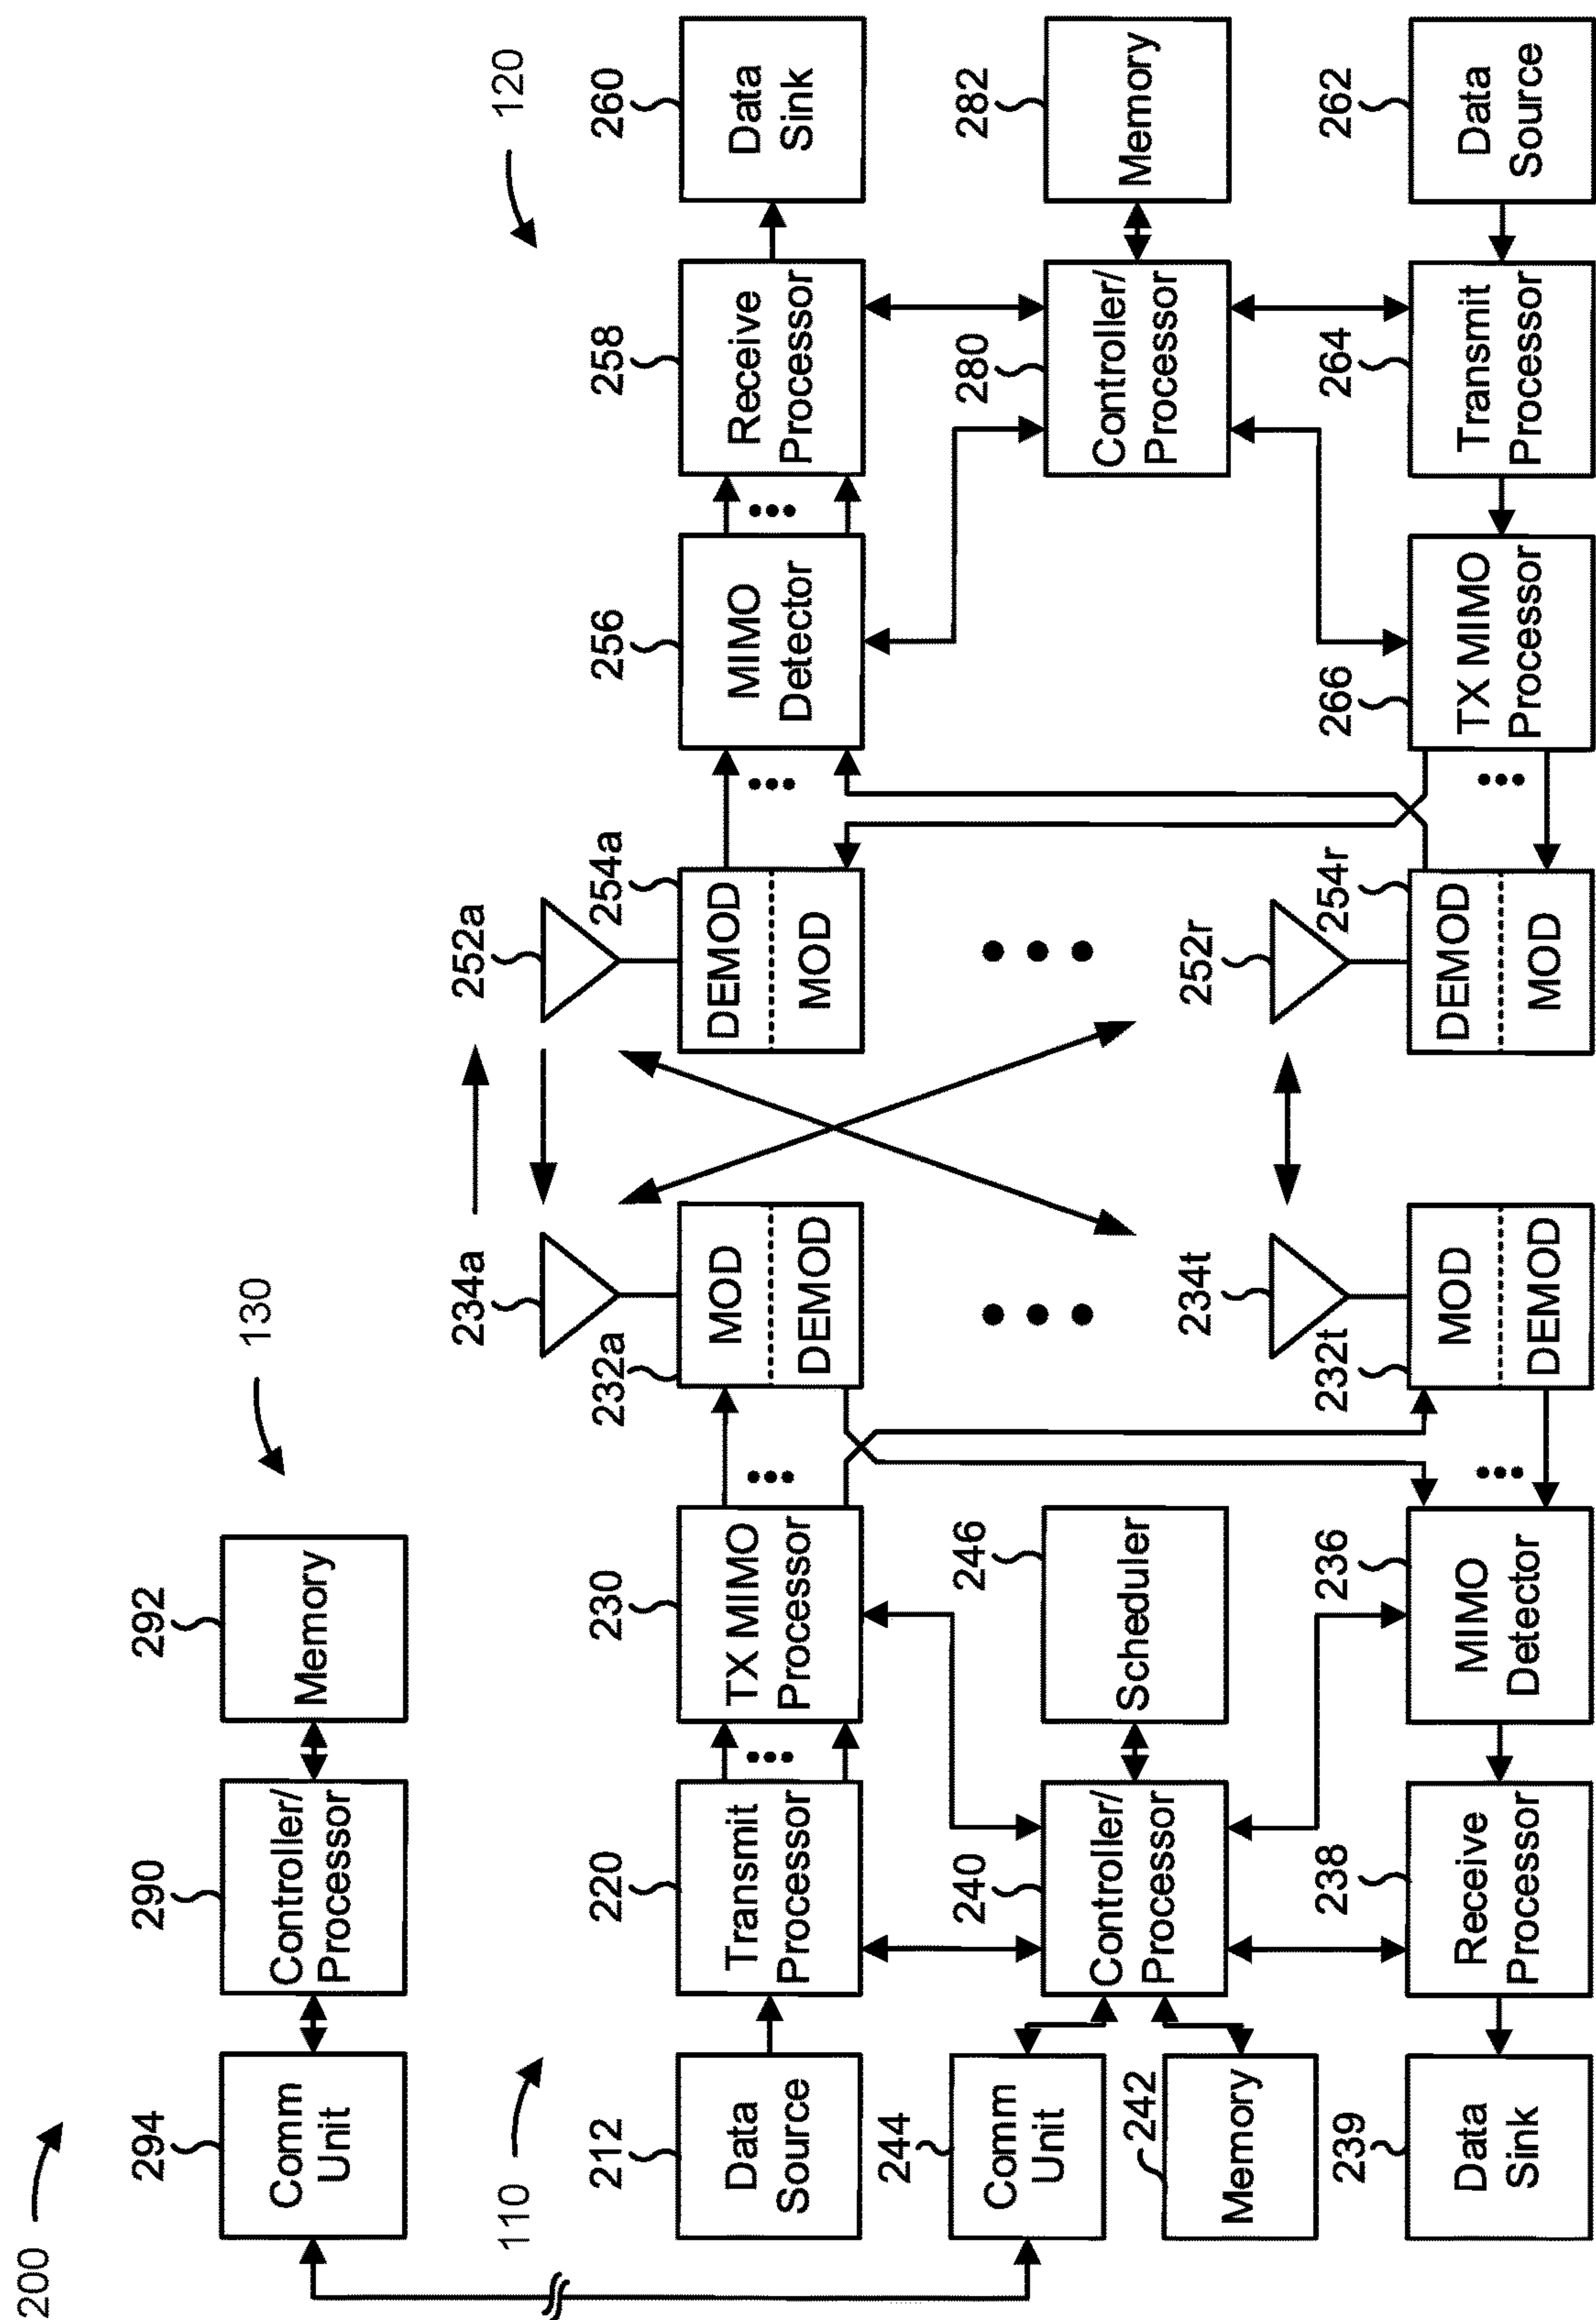 200
130
294
290
292
Comm
Unit
Controller/
Processor
Memory
110
120
234a
252a
212
220
230
232a
254a
256
258
260
Data
Source
Transmit
Processor
TX MIMO
Processor
MOD
DEMOD
DEMOD
MOD
MIMO
Detector
Receive
Processor
Data
Sink
244
240
246
280
282
Comm
Unit
Controller/
Processor
Scheduler
Controller/
Processor
Memory
242
Memory
234t
252r
239
238
236
232t
254r
266
264
262
Data
Sink
Receive
Processor
MIMO
Detector
MOD
DEMOD
DEMOD
MOD
TX MIMO
Processor
Transmit
Processor
Data
Source